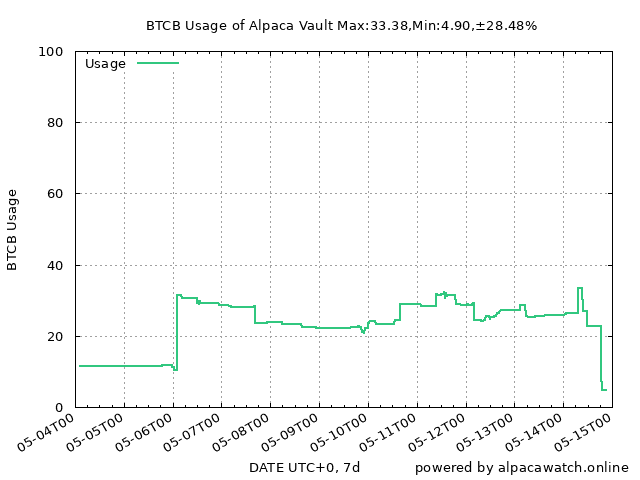 BTCB Usage of Alpaca Vault Max:33.38,Min:4.90,±28.48%
Usage
100
80
60
40
20
0
BTCB Usage
05-04T00
05-05T00
05-06T00
05-07T00
05-08T00
05-09T00
05-10T00
05-11T00
05-12T00
05-13T00
05-14T00
05-15T00
DATE UTC+0, 7d
powered by alpacawatch.online